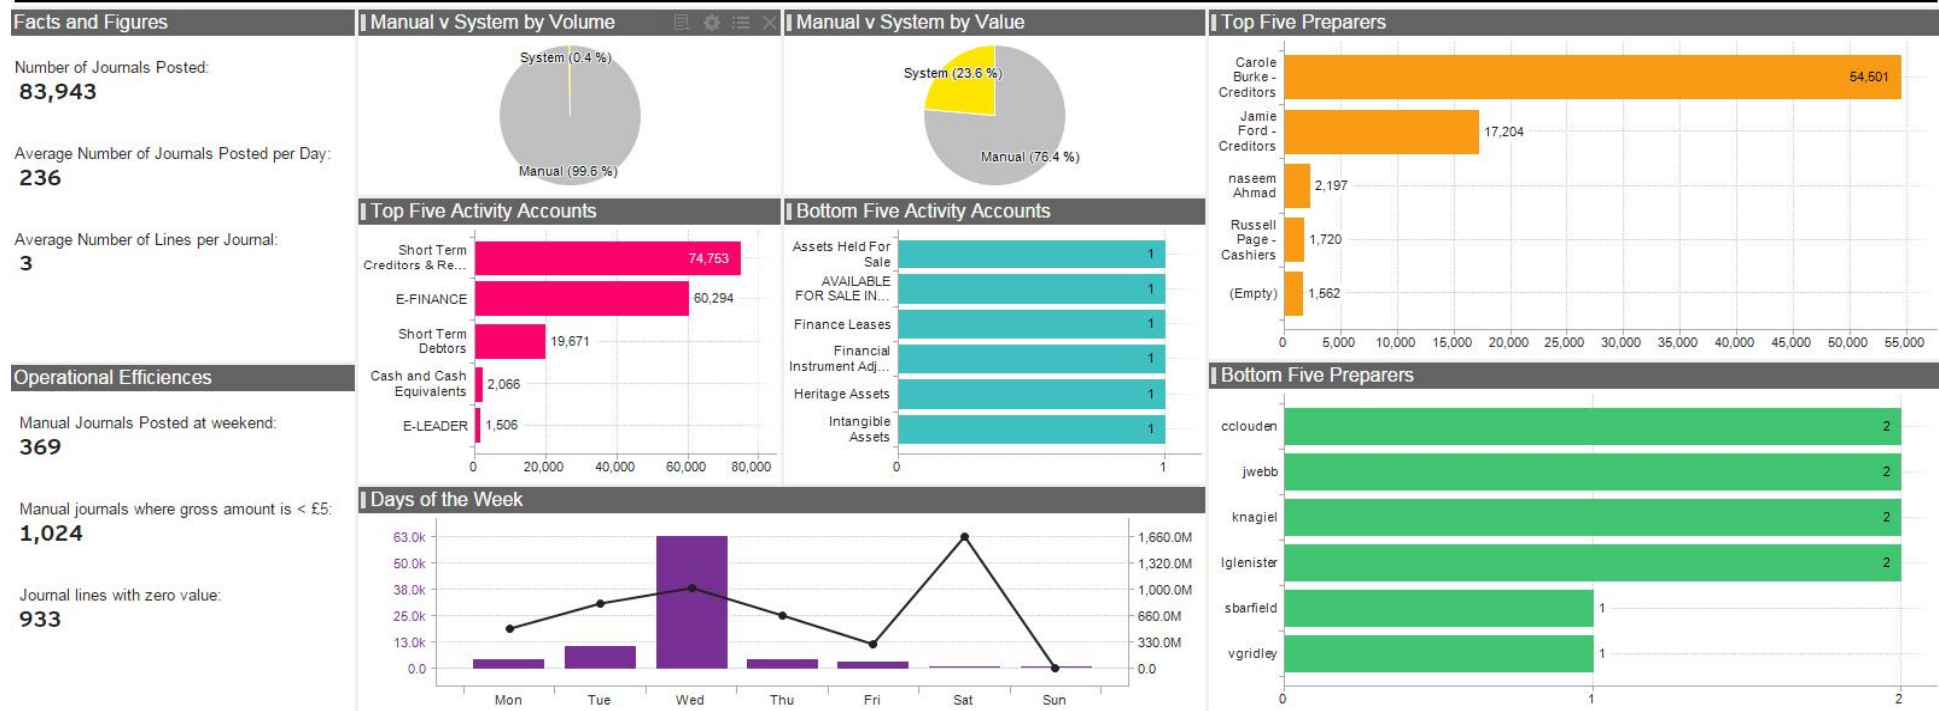 Facts and Figures
Number of Journals Posted:
83,943
Average Number of Journals Posted per Day:
236
Average Number of Lines per Journal:
3
Operational Efficiences
Manual Journals Posted at weekend:
369
Manual journals where gross amount is < £5:
1,024
Journal lines with zero value:
933
Manual v System by Volume
System (0.4 %)
Manual (99.6 %)
Manual v System by Value
System (23.6 %)
Manual (76.4 %)
Top Five Activity Accounts
Short Term
Creditors & Re...
74,753
E-FINANCE
60,294
Short Term
Debtors
19,671
Cash and Cash
Equivalents
2,066
E-LEADER
1,506
0 20,000 40,000 60,000 80,000
Bottom Five Activity Accounts
Assets Held For
Sale
1
AVAILABLE
FOR SALE IN...
1
Finance Leases
1
Financial
Instrument Adj...
1
Heritage Assets
1
Intangible
Assets
1
0 1
Days of the Week
63.0k 1,660.0M
50.0k 1,320.0M
38.0k 1,000.0M
25.0k 660.0M
13.0k 330.0M
0.0 0.0
Mon Tue Wed Thu Fri Sat Sun
Top Five Preparers
Carole
Burke -
Creditors
54,501
Jamie
Ford -
Creditors
17,204
naseem
Ahmad
2,197
Russell
Page -
Cashiers
1,720
(Empty)
1,562
0 5,000 10,000 15,000 20,000 25,000 30,000 35,000 40,000 45,000 50,000 55,000
Bottom Five Preparers
cclouden 2
jwebb 2
knagiel 2
lglenister 2
sbarfield 1
vgridley 1
0 1 2